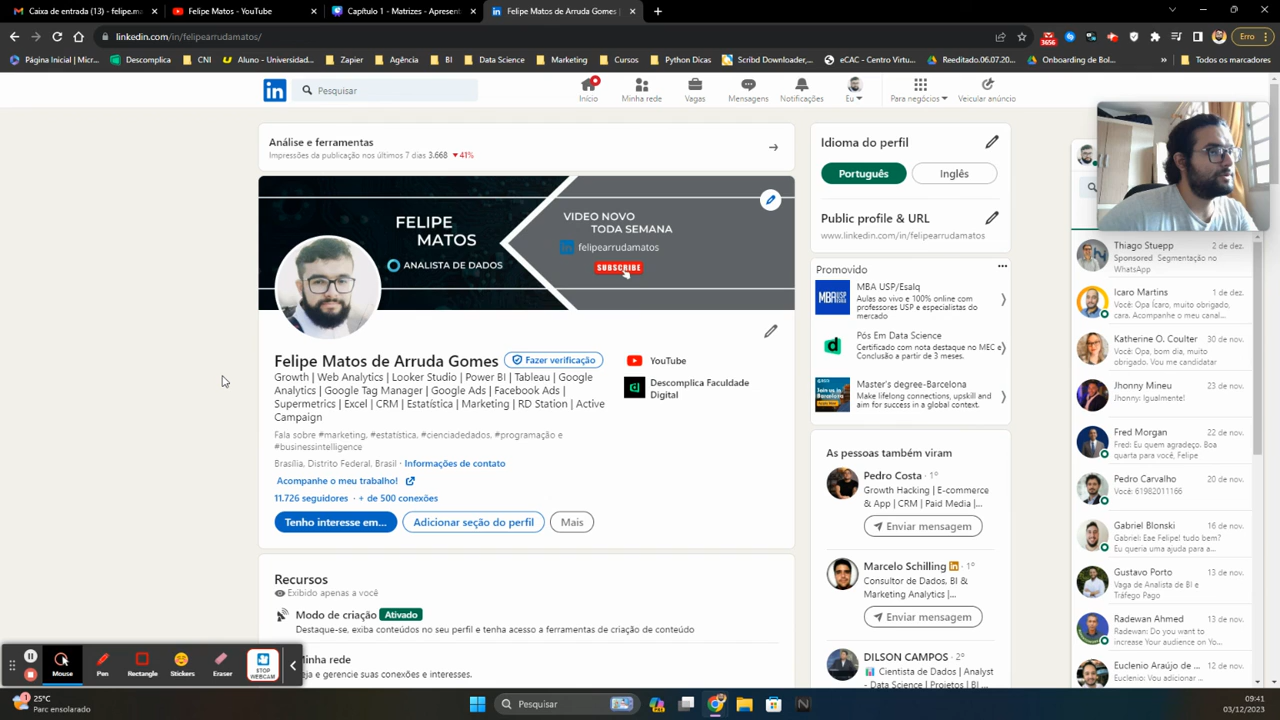 Caixa de entrada (13) - felipe.m
Felipe Matos - YouTube
Capítulo 1 - Matrizes - Apresent
Felipe Matos de Arruda Gomes |
linkedin.com/in/felipearrudamatos/
3656
Erro
Página Inicial | Micr...
Descomplica
CNI
Aluno - Universidad...
Zapier
Agência
BI
Desempenho
Marketing
Cursos
Python Dicas
Scribd Downloader,...
eCAC - Centro Virtu...
Reditado.06.07.20...
Onboarding de Bol...
Todos os marcadores
Pesquisar
Início
Minha rede
Vagas
Mensagens
Notificações
Eu
Para negócios
Veicular anúncio
Análise e ferramentas
Impressões da publicação nos últimos 7 dias 3.668 ▼41%
FELIPE
MATOS
ANALISTA DE DADOS
VIDEO NOVO
TODA SEMANA
felipearrudamatos
SUBSCRIBE
Felipe Matos de Arruda Gomes
Fazer verificação
Growth | Web Analytics | Looker Studio | Power BI | Tableau | Google
Analytics | Google Tag Manager | Google Ads | Facebook Ads |
Supermetrics | Excel | CRM | Estatística | Marketing | RD Station | Active
Campaign
Fala sobre #marketing, #estatística, #cienciadedados, #programação e
#businessintelligence
Brasília, Distrito Federal, Brasil · Informações de contato
Acompanhe o meu trabalho!
11.726 seguidores · + de 500 conexões
Tenho interesse em...
Adicionar seção do perfil
Mais
YouTube
Descomplica Faculdade
Digital
Recursos
Exibido apenas a você
Modo de criação
Ativado
Destaque-se, exiba conteúdos no seu perfil e tenha acesso a ferramentas de criação de conteúdo
Minha rede
Veja e gerencie suas conexões e interesses.
Idioma do perfil
Português
Inglês
Public profile & URL
www.linkedin.com/in/felipearrudamatos
Promovido
MBA USP/Esalq
Aulas ao vivo e 100% online com
professores USP e especialistas do
mercado
Pós Em Data Science
Certificado com nota destaque no MEC e
Conclusão a partir de 3 meses.
Master's degree-Barcelona
Make lifelong connections, upskill and
aim for success in a global context.
As pessoas também viram
Pedro Costa · 1º
Growth Hacking | E-commerce
& App | CRM | Paid Media |...
Enviar mensagem
Marcelo Schilling · 1º
Consultor de Dados, BI &
Marketing Analytics |...
Enviar mensagem
DILSON CAMPOS · 2º
Cientista de Dados | Analyst
- Data Science | Projetos | BI ...
Thiago Stuepp 2 de dez.
Sponsored Segmentação no
WhatsApp
Icaro Martins 1 de dez.
Você: Opa Ícaro, muito obrigado,
cara. Acompanhe o meu canal...
Katherine O. Coulter 30 de nov.
Você: Opa, bom dia, muito
obrigado. Vou me candidatar
Jhonny Mineu 23 de nov.
Jhonny: Igualmente!
Fred Morgan 22 de nov.
Fred: Eu quem agradeço. Boa
quarta para você, Felipe
Pedro Carvalho 20 de nov.
Você: 61982011166
Gabriel Blonski 16 de nov.
Gabriel: Eae Felipe! tudo bem?
Eu queria uma ajuda para a...
Gustavo Porto 13 de nov.
Vaga de Analista de BI e
Tráfego Pago
Radewan Ahmed 13 de nov.
Radewan: Do you want to
increase Your audience on Yo...
Euclenio Araújo de ... 12 de nov.
Euclenio: Vou adicionar ...
Mouse
Pen
Rectangle
Stickers
Eraser
STOP
WEBCAM
25°C
Parc ensolarado
Pesquisar
09:41
03/12/2023